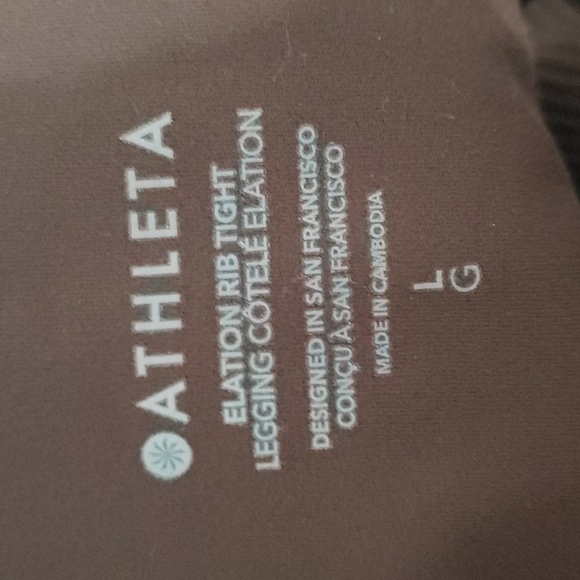 ATHLETA
ELATION RIB TIGHT
LEGGING CÔTELÉ ELATION
DESIGNED IN SAN FRANCISCO
CONÇU À SAN FRANCISCO
MADE IN CAMBODIA
L
G